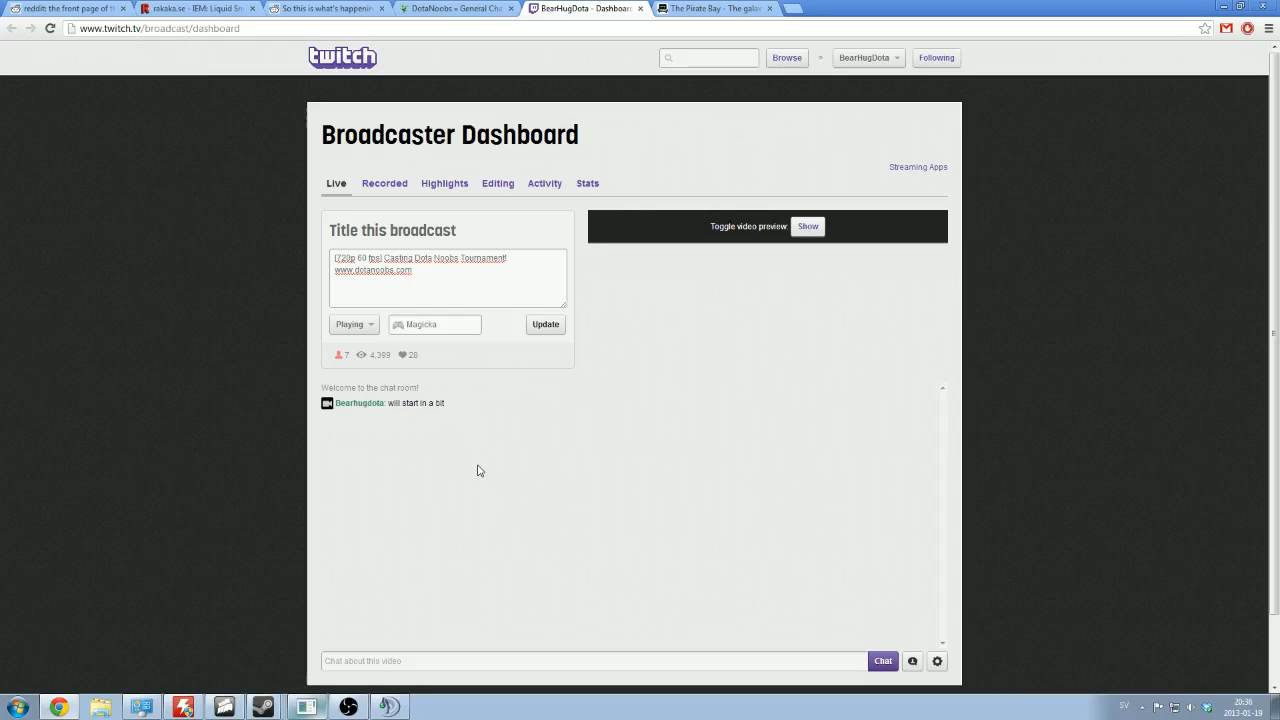 reddit: the front page of th
rakaka.se - IEM: Liquid Sn
So this is what's happenin
DotaNoobs » General Cha
BearHugDota - Dashboard
The Pirate Bay - The galax
www.twitch.tv/broadcast/dashboard
twitch
Browse
BearHugDota
Following
Broadcaster Dashboard
Streaming Apps
Live Recorded Highlights Editing Activity Stats
Title this broadcast
Toggle video preview: Show
[720p 60 fps] Casting Dota Noobs Tournament!
www.dotanoobs.com
Playing Magicka Update
7 4,399 28
Welcome to the chat room!
Bearhugdota: will start in a bit
Chat about this video
Chat
SV
20:36
2013-01-19